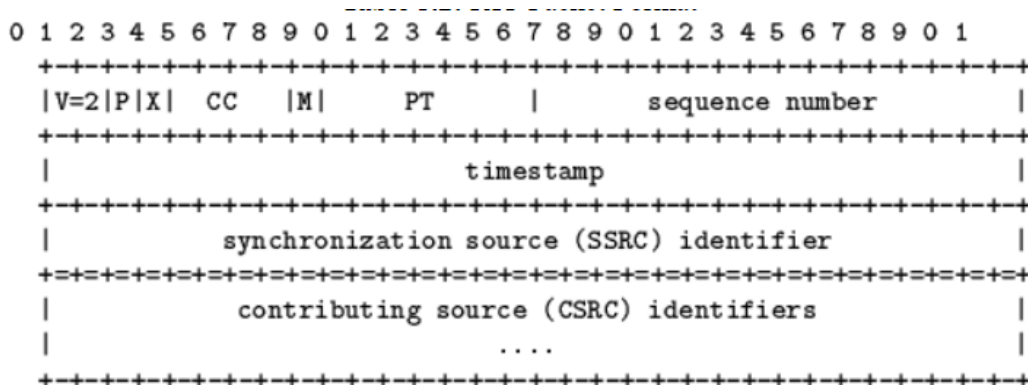 0 1 2 3 4 5 6 7 8 9 0 1 2 3 4 5 6 7 8 9 0 1 2 3 4 5 6 7 8 9 0 1
+-+-+-+-+-+-+-+-+-+-+-+-+-+-+-+-+-+-+-+-+-+-+-+-+-+-+-+-+-+-+-+-+
|V=2|P|X| CC |M| PT | sequence number |
+-+-+-+-+-+-+-+-+-+-+-+-+-+-+-+-+-+-+-+-+-+-+-+-+-+-+-+-+-+-+-+-+
| timestamp |
+-+-+-+-+-+-+-+-+-+-+-+-+-+-+-+-+-+-+-+-+-+-+-+-+-+-+-+-+-+-+-+-+
| synchronization source (SSRC) identifier |
+=+=+=+=+=+=+=+=+=+=+=+=+=+=+=+=+=+=+=+=+=+=+=+=+=+=+=+=+=+=+=+=+
| contributing source (CSRC) identifiers |
| .... |
+-+-+-+-+-+-+-+-+-+-+-+-+-+-+-+-+-+-+-+-+-+-+-+-+-+-+-+-+-+-+-+-+